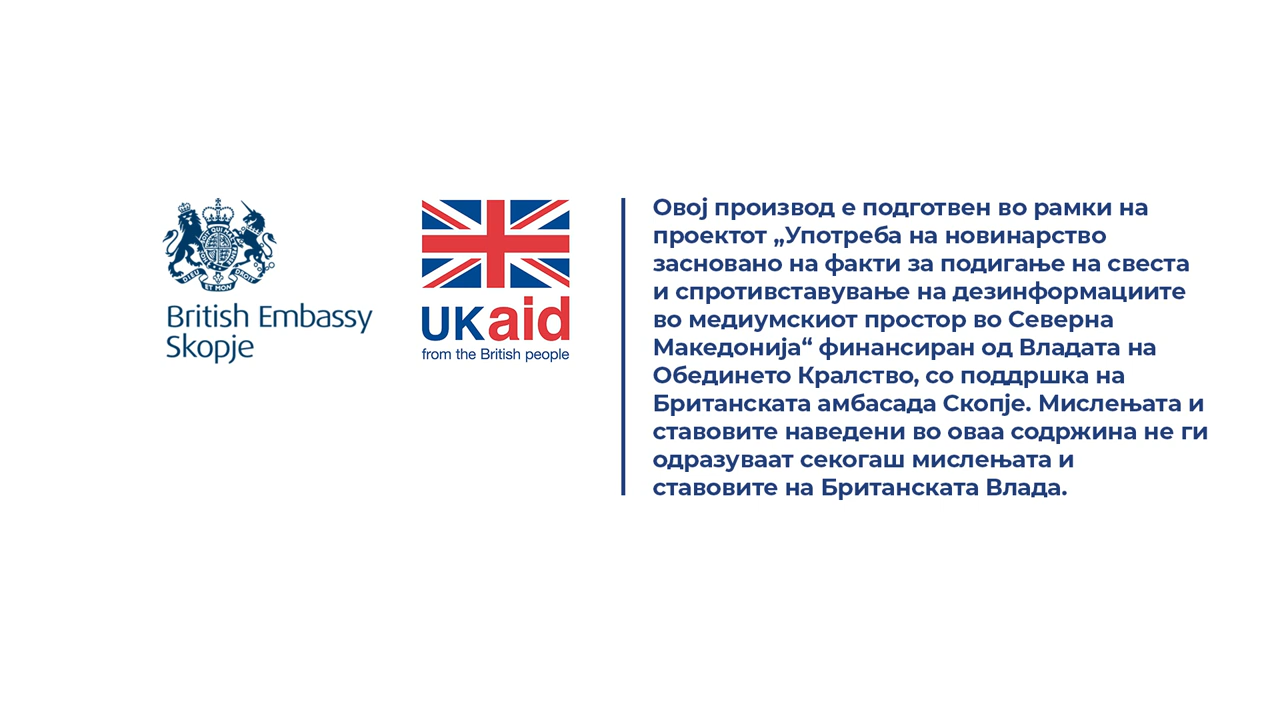 British Embassy
Skopje
UKaid
from the British people
Овој производ е подготвен во рамки на
проектот „Употреба на новинарство
засновано на факти за подигање на свеста
и спротивставување на дезинформациите
во медиумскиот простор во Северна
Македонија“ финансиран од Владата на
Обединето Кралство, со поддршка на
Британската амбасада Скопје. Мислењата и
ставовите наведени во оваа содржина не ги
одразуваат секогаш мислењата и
ставовите на Британската Влада.